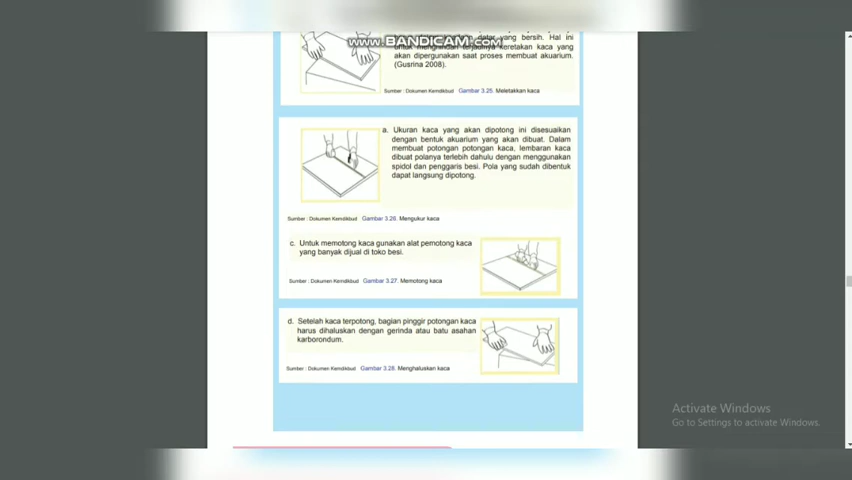 www.BANDICAM.com
datar yang bersih. Hal ini
untuk menghindari terjadinya keretakan kaca yang
akan dipergunakan saat proses membuat akuarium.
(Gusrina 2008).
Sumber : Dokumen Kemdikbud Gambar 3.25. Meletakkan kaca
a. Ukuran kaca yang akan dipotong ini disesuaikan
dengan bentuk akuarium yang akan dibuat. Dalam
membuat potongan potongan kaca, lembaran kaca
dibuat polanya terlebih dahulu dengan menggunakan
spidol dan penggaris besi. Pola yang sudah dibentuk
dapat langsung dipotong.
Sumber : Dokumen Kemdikbud Gambar 3.26. Mengukur kaca
c. Untuk memotong kaca gunakan alat pemotong kaca
yang banyak dijual di toko besi.
Sumber : Dokumen Kemdikbud Gambar 3.27. Memotong kaca
d. Setelah kaca terpotong, bagian pinggir potongan kaca
harus dihaluskan dengan gerinda atau batu asahan
karborondum.
Sumber : Dokumen Kemdikbud Gambar 3.28. Menghaluskan kaca
Activate Windows
Go to Settings to activate Windows.